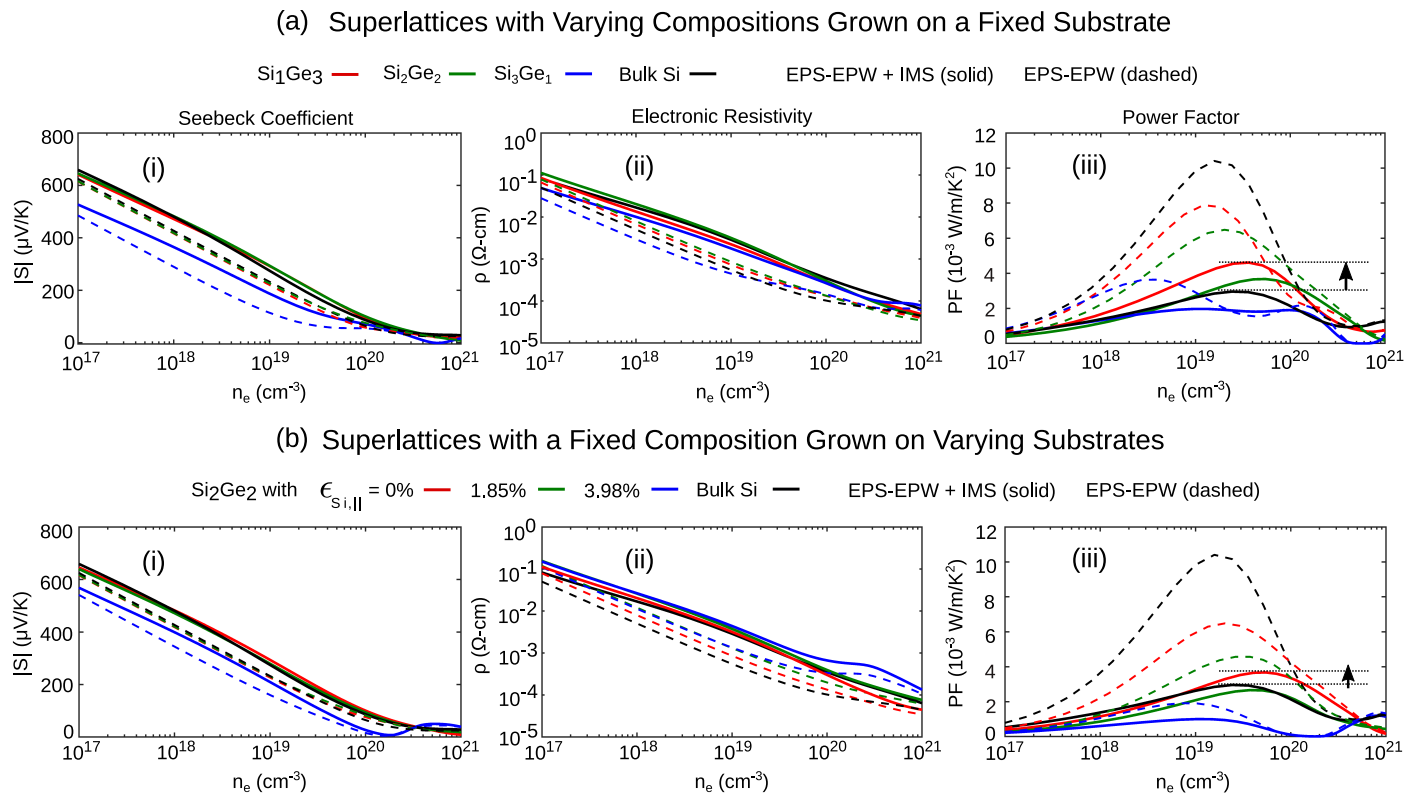 (a) Superlattices with Varying Compositions Grown on a Fixed Substrate
Si1Ge3 Si2Ge2 Si3Ge1 Bulk Si EPS-EPW + IMS (solid) EPS-EPW (dashed)
Seebeck Coefficient Electronic Resistivity Power Factor
(i) (ii) (iii)
|S| (μV/K)
800
600
400
200
0
10^17 10^18 10^19 10^20 10^21
n_e (cm^-3)
ρ (Ω-cm)
10^0
10^-1
10^-2
10^-3
10^-4
10^-5
10^17 10^18 10^19 10^20 10^21
n_e (cm^-3)
PF (10^-3 W/m/K^2)
12
10
8
6
4
2
0
10^17 10^18 10^19 10^20 10^21
n_e (cm^-3)
(b) Superlattices with a Fixed Composition Grown on Varying Substrates
Si2Ge2 with ϵ_Si,|| = 0% 1.85% 3.98% Bulk Si EPS-EPW + IMS (solid) EPS-EPW (dashed)
(i) (ii) (iii)
|S| (μV/K)
800
600
400
200
0
10^17 10^18 10^19 10^20 10^21
n_e (cm^-3)
ρ (Ω-cm)
10^0
10^-1
10^-2
10^-3
10^-4
10^-5
10^17 10^18 10^19 10^20 10^21
n_e (cm^-3)
PF (10^-3 W/m/K^2)
12
10
8
6
4
2
0
10^17 10^18 10^19 10^20 10^21
n_e (cm^-3)